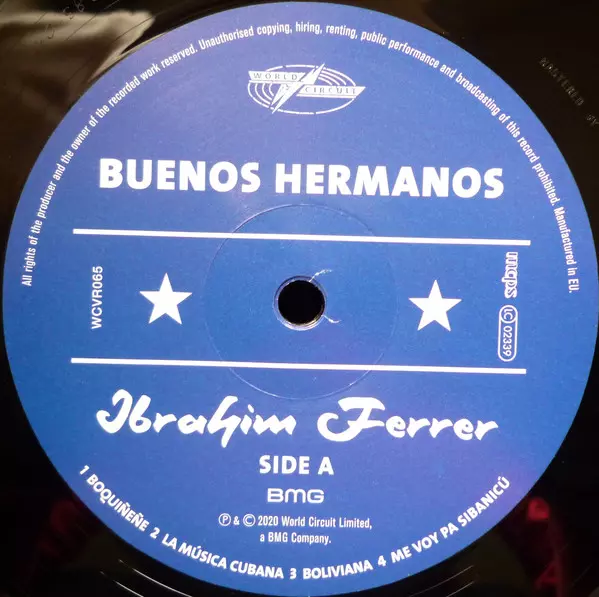 All rights of the producer and the owner of the recorded work reserved. Unauthorised copying, hiring, renting, public performance and broadcasting of this record prohibited. Manufactured in EU.
WORLD CIRCUIT
BUENOS HERMANOS
WCVR065
mcps
LC 02339
Ibrahim Ferrer
SIDE A
BMG
℗ & © 2020 World Circuit Limited,
a BMG Company.
1 BOQUIÑEÑE 2 LA MÚSICA CUBANA 3 BOLIVIANA 4 ME VOY PA SIBANICÚ
MASTERED BY